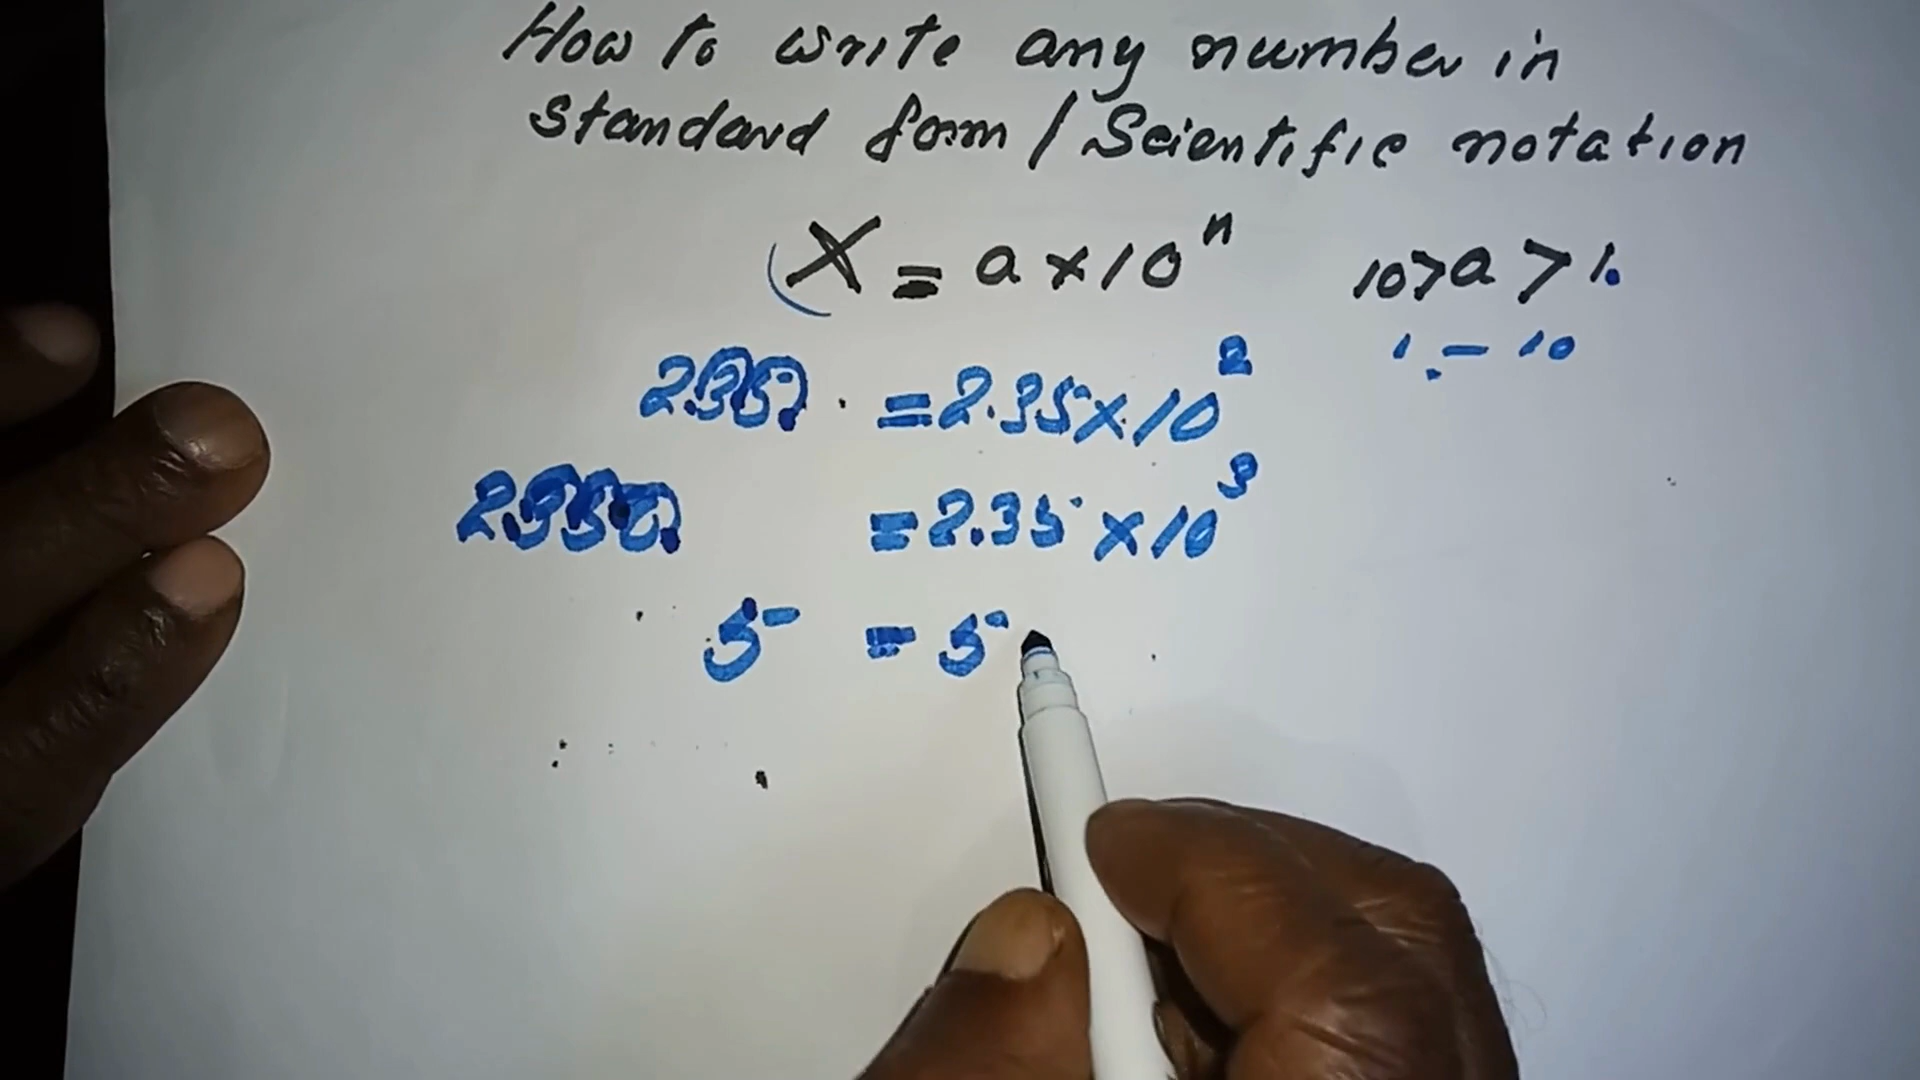 How to write any number in
standard form / Scientific notation
X = a × 10ⁿ 10 > a > 1.
1 - 10
235. = 2.35 × 10²
2350. = 2.35 × 10³
5 = 5